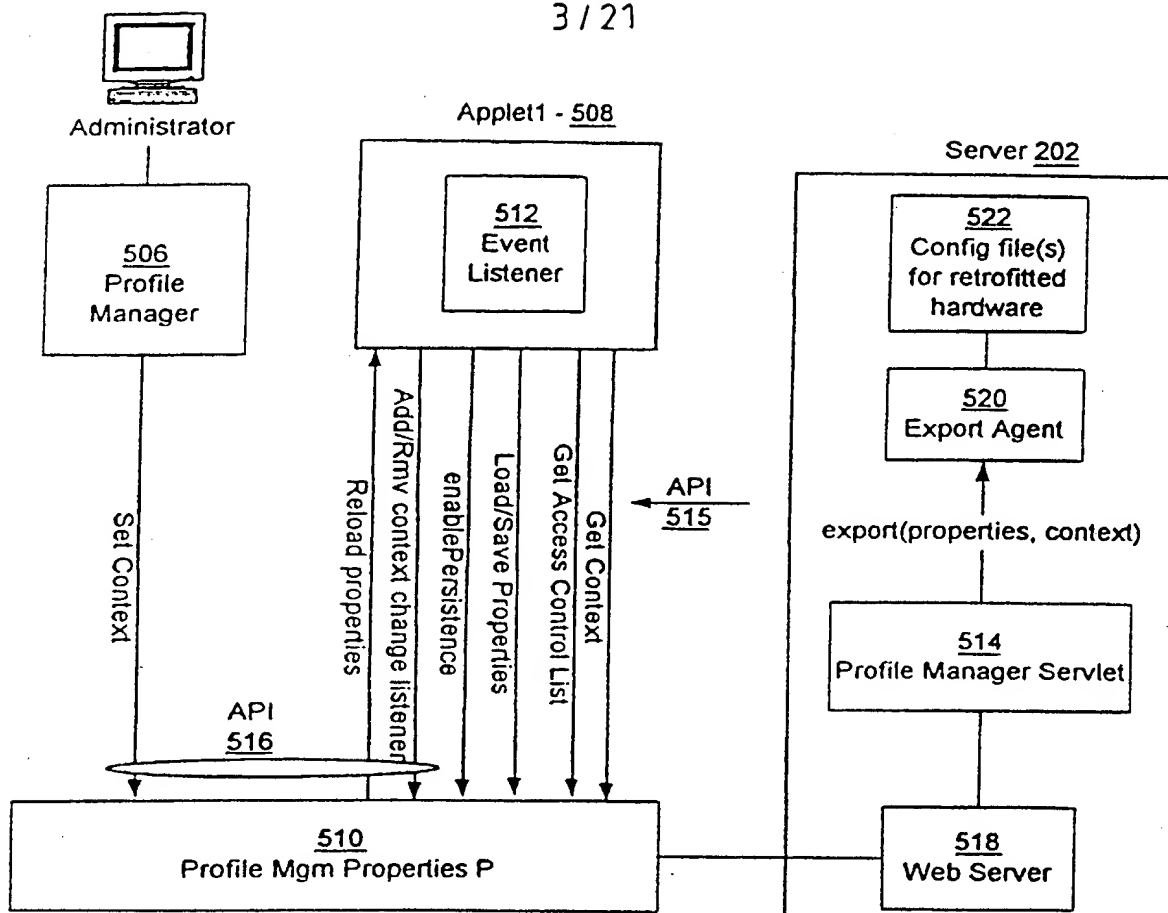 3/21
Administrator
506
Profile
Manager
Applet1 - 508
512
Event
Listener
Server 202
522
Config file(s)
for retrofitted
hardware
520
Export Agent
export(properties, context)
514
Profile Manager Servlet
518
Web Server
Set Context
Reload properties
Add/Rmv context change listener
enablePersistence
Load/Save Properties
Get Access Control List
Get Context
API
515
API
516
510
Profile Mgm Properties P